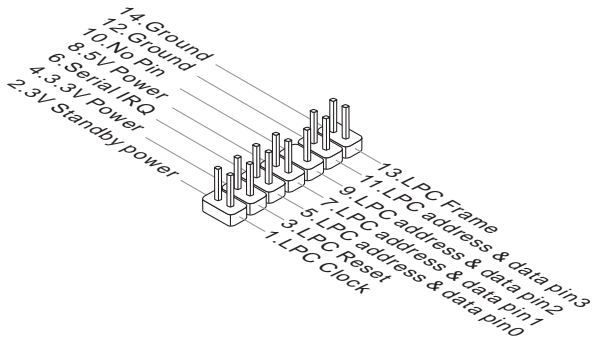 14.Ground
12.Ground
10.No Pin
8.5V Power
6.Serial IRQ
4.3.3V Power
2.3V Standby power
13.LPC Frame
11.LPC address & data pin3
9.LPC address & data pin2
7.LPC address & data pin1
5.LPC address & data pin0
3.LPC Reset
1.LPC Clock